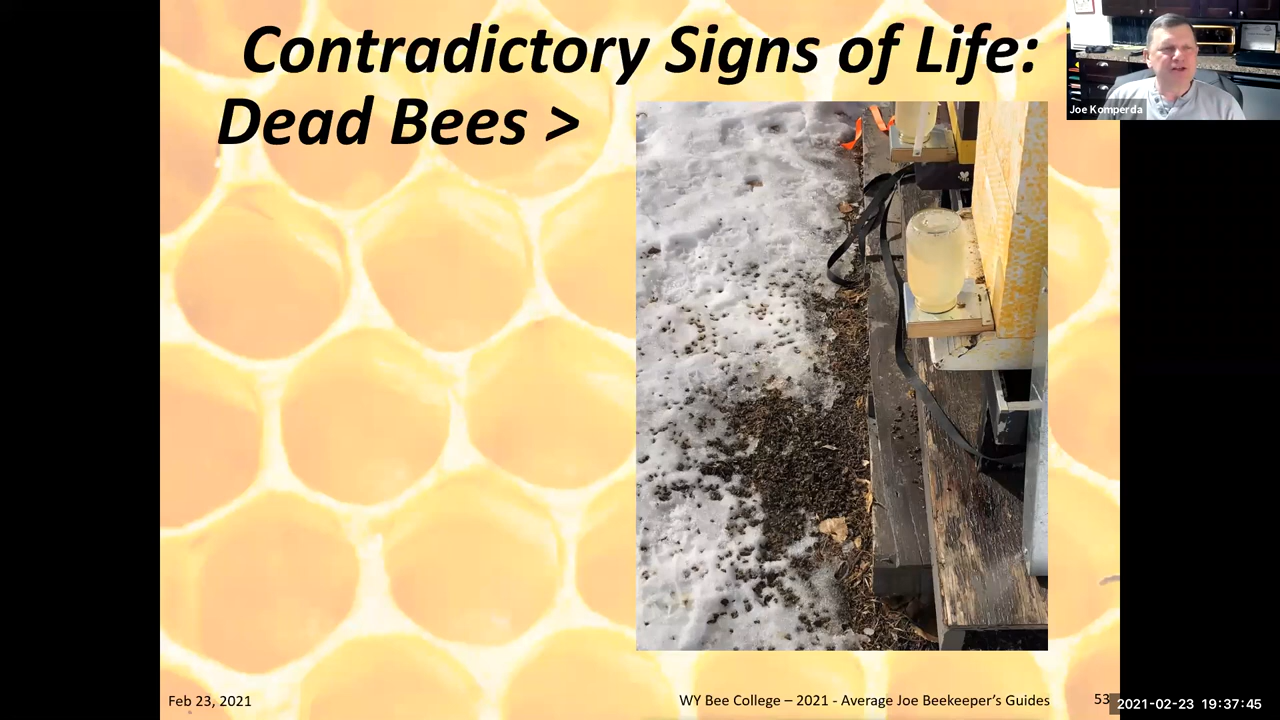 Contradictory Signs of Life:
Dead Bees >
Joe Komperda
Feb 23, 2021
WY Bee College – 2021 - Average Joe Beekeeper's Guides
53
2021-02-23 19:37:45